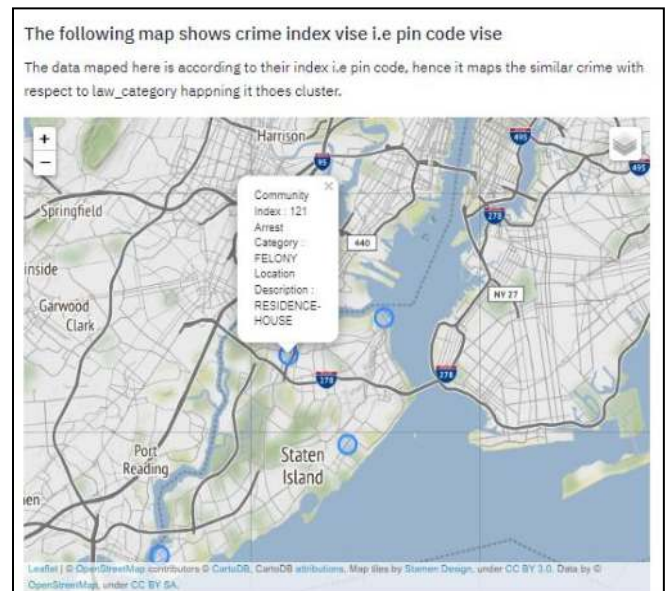 The following map shows crime index vise i.e pin code vise
The data maped here is according to their index i.e pin code, hence it maps the similar crime with
respect to law_category happning it thoes cluster.
+
−
Harrison
95
495
495
Springfield
×
Community
Index : 121
Arrest
Category :
FELONY
Location
Description :
RESIDENCE-
HOUSE
440
278
inside
NY 27
Garwood
Clark
278
278
Port
Reading
Staten
Island
Leaflet | © OpenStreetMap contributors © CartoDB, CartoDB attributions, Map tiles by Stamen Design, under CC BY 3.0. Data by ©
OpenStreetMap, under CC BY SA.